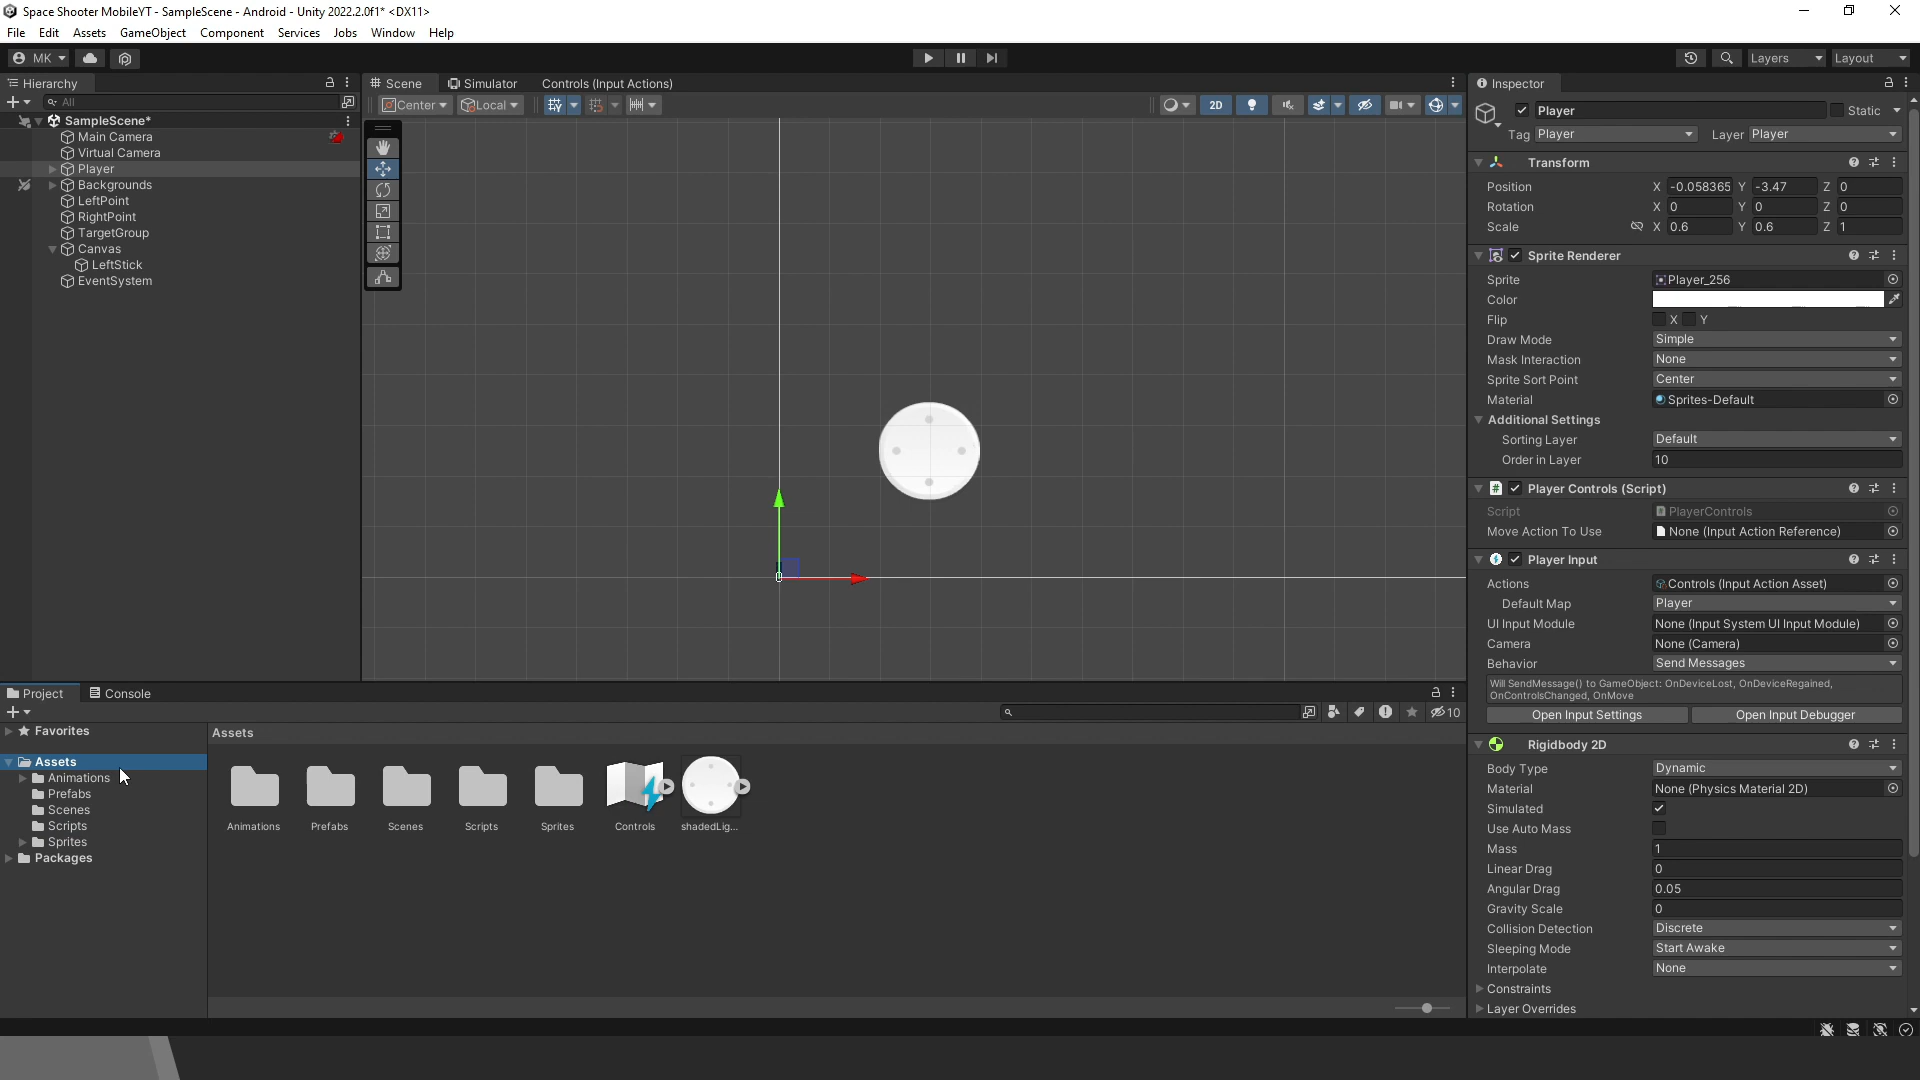 Space Shooter MobileYT - SampleScene - Android - Unity 2022.2.0f1* <DX11>
File Edit Assets GameObject Component Services Jobs Window Help
MK Layers Layout
Hierarchy
All
SampleScene*
Main Camera
Virtual Camera
Player
Backgrounds
LeftPoint
RightPoint
TargetGroup
Canvas
LeftStick
EventSystem
Scene Simulator Controls (Input Actions)
Center Local 2D
Inspector
Player Static
Tag Player Layer Player
Transform
Position X -0.058365 Y -3.47 Z 0
Rotation X 0 Y 0 Z 0
Scale X 0.6 Y 0.6 Z 1
Sprite Renderer
Sprite Player_256
Color
Flip X Y
Draw Mode Simple
Mask Interaction None
Sprite Sort Point Center
Material Sprites-Default
Additional Settings
Sorting Layer Default
Order in Layer 10
# Player Controls (Script)
Script PlayerControls
Move Action To Use None (Input Action Reference)
Player Input
Actions Controls (Input Action Asset)
Default Map Player
UI Input Module None (Input System UI Input Module)
Camera None (Camera)
Behavior Send Messages
Will SendMessage() to GameObject: OnDeviceLost, OnDeviceRegained,
OnControlsChanged, OnMove
Open Input Settings Open Input Debugger
Rigidbody 2D
Body Type Dynamic
Material None (Physics Material 2D)
Simulated
Use Auto Mass
Mass 1
Linear Drag 0
Angular Drag 0.05
Gravity Scale 0
Collision Detection Discrete
Sleeping Mode Start Awake
Interpolate None
Constraints
Layer Overrides
Project Console
10
Favorites
Assets
Animations
Prefabs
Scenes
Scripts
Sprites
Packages
Assets
Animations Prefabs Scenes Scripts Sprites Controls shadedLig...